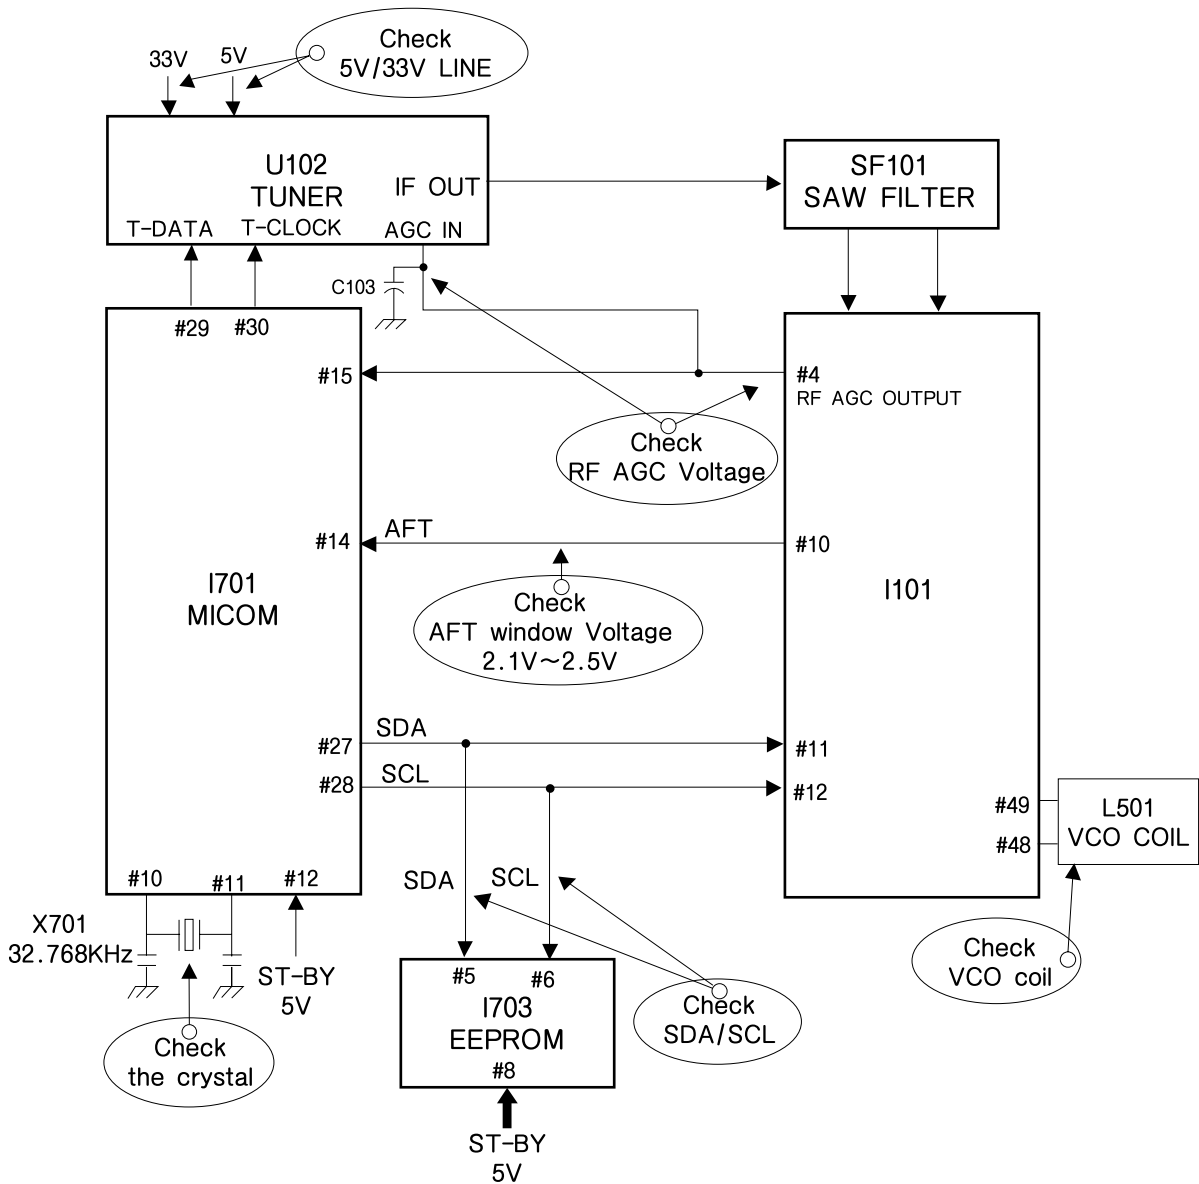 Check
5V/33V LINE
33V
5V
U102
TUNER
IF OUT
T-DATA
T-CLOCK
AGC IN
SF101
SAW FILTER
C103
#29
#30
#15
#4
RF AGC OUTPUT
Check
RF AGC Voltage
#14
AFT
#10
I701
MICOM
I101
Check
AFT window Voltage
2.1V~2.5V
#27
SDA
#11
#28
SCL
#12
#49
#48
L501
VCO COIL
#10
#11
#12
SDA
SCL
X701
32.768KHz
ST-BY
5V
Check
VCO coil
#5
#6
I703
EEPROM
#8
Check
SDA/SCL
Check
the crystal
ST-BY
5V